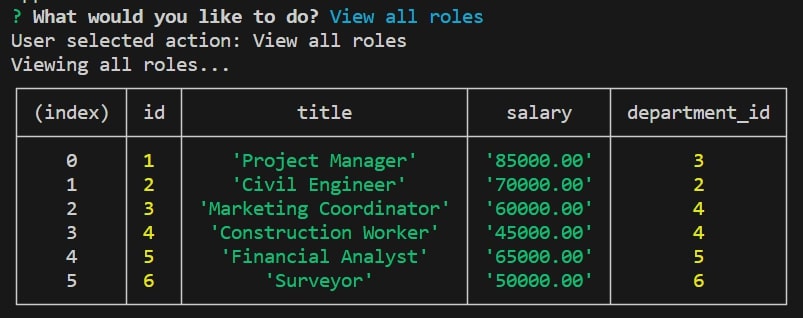 ? What would you like to do? View all roles
User selected action: View all roles
Viewing all roles...
(index) id title salary department_id
0 1 'Project Manager' '85000.00' 3
1 2 'Civil Engineer' '70000.00' 2
2 3 'Marketing Coordinator' '60000.00' 4
3 4 'Construction Worker' '45000.00' 4
4 5 'Financial Analyst' '65000.00' 5
5 6 'Surveyor' '50000.00' 6